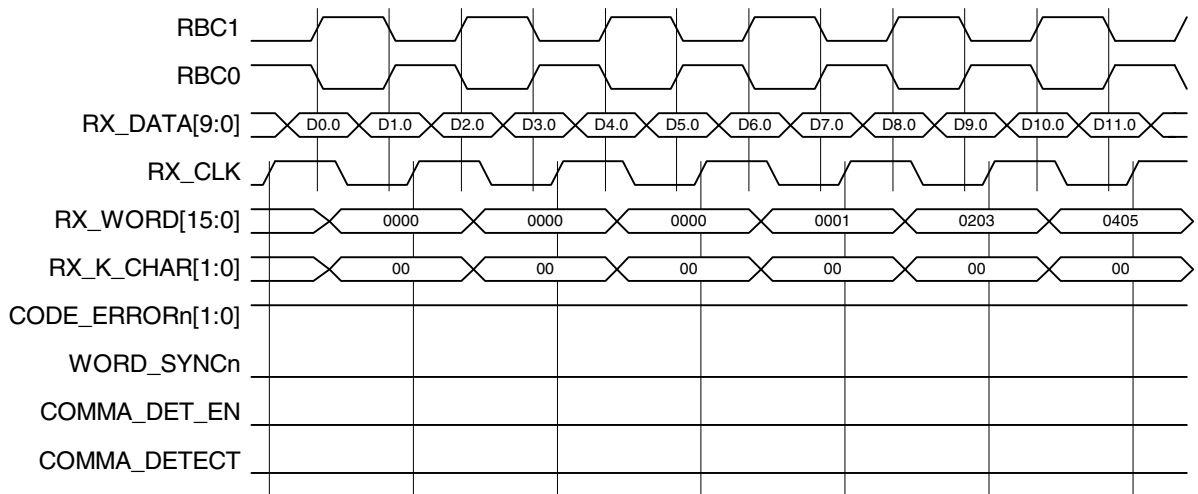 RBC1
RBC0
RX_DATA[9:0] D0.0 D1.0 D2.0 D3.0 D4.0 D5.0 D6.0 D7.0 D8.0 D9.0 D10.0 D11.0
RX_CLK
RX_WORD[15:0] 0000 0000 0000 0001 0203 0405
RX_K_CHAR[1:0] 00 00 00 00 00 00
CODE_ERRORn[1:0]
WORD_SYNCn
COMMA_DET_EN
COMMA_DETECT